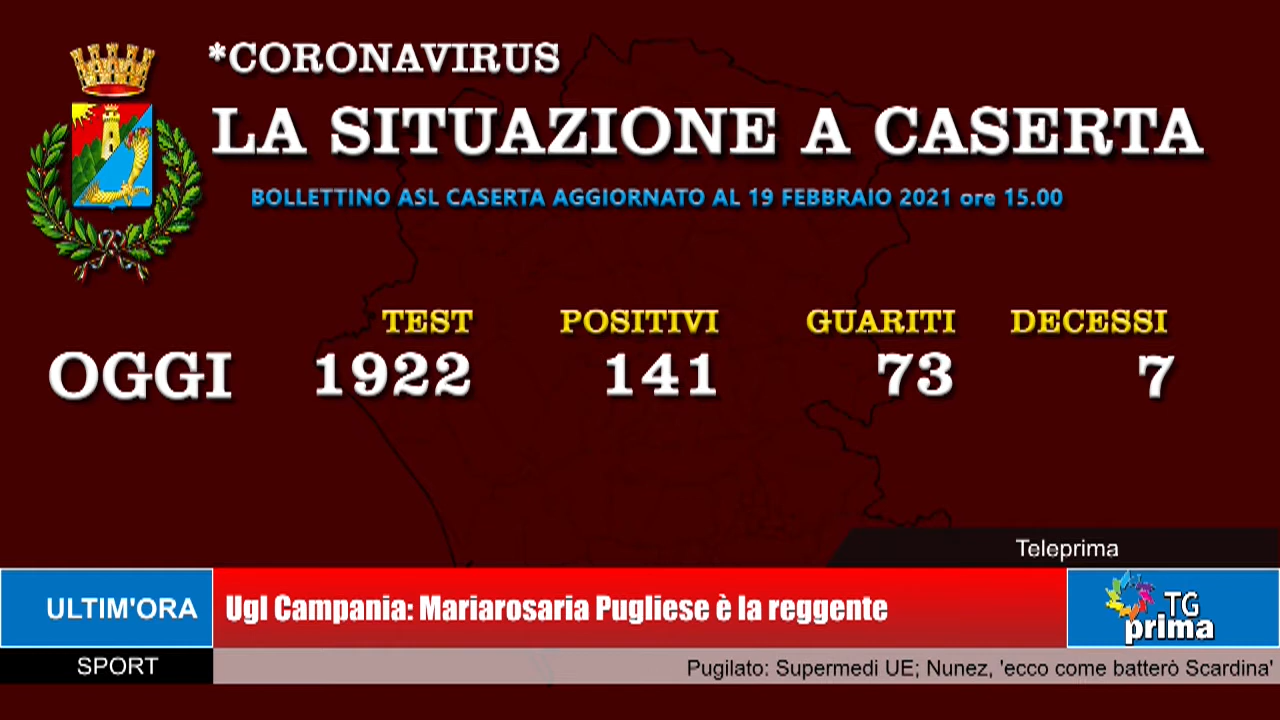 *CORONAVIRUS
LA SITUAZIONE A CASERTA
BOLLETTINO ASL CASERTA AGGIORNATO AL 19 FEBBRAIO 2021 ore 15.00
TEST POSITIVI GUARITI DECESSI
OGGI 1922 141 73 7
Teleprima
ULTIM'ORA Ugl Campania: Mariarosaria Pugliese è la reggente
TG
prima
SPORT Pugilato: Supermedi UE; Nunez, 'ecco come batterò Scardina'